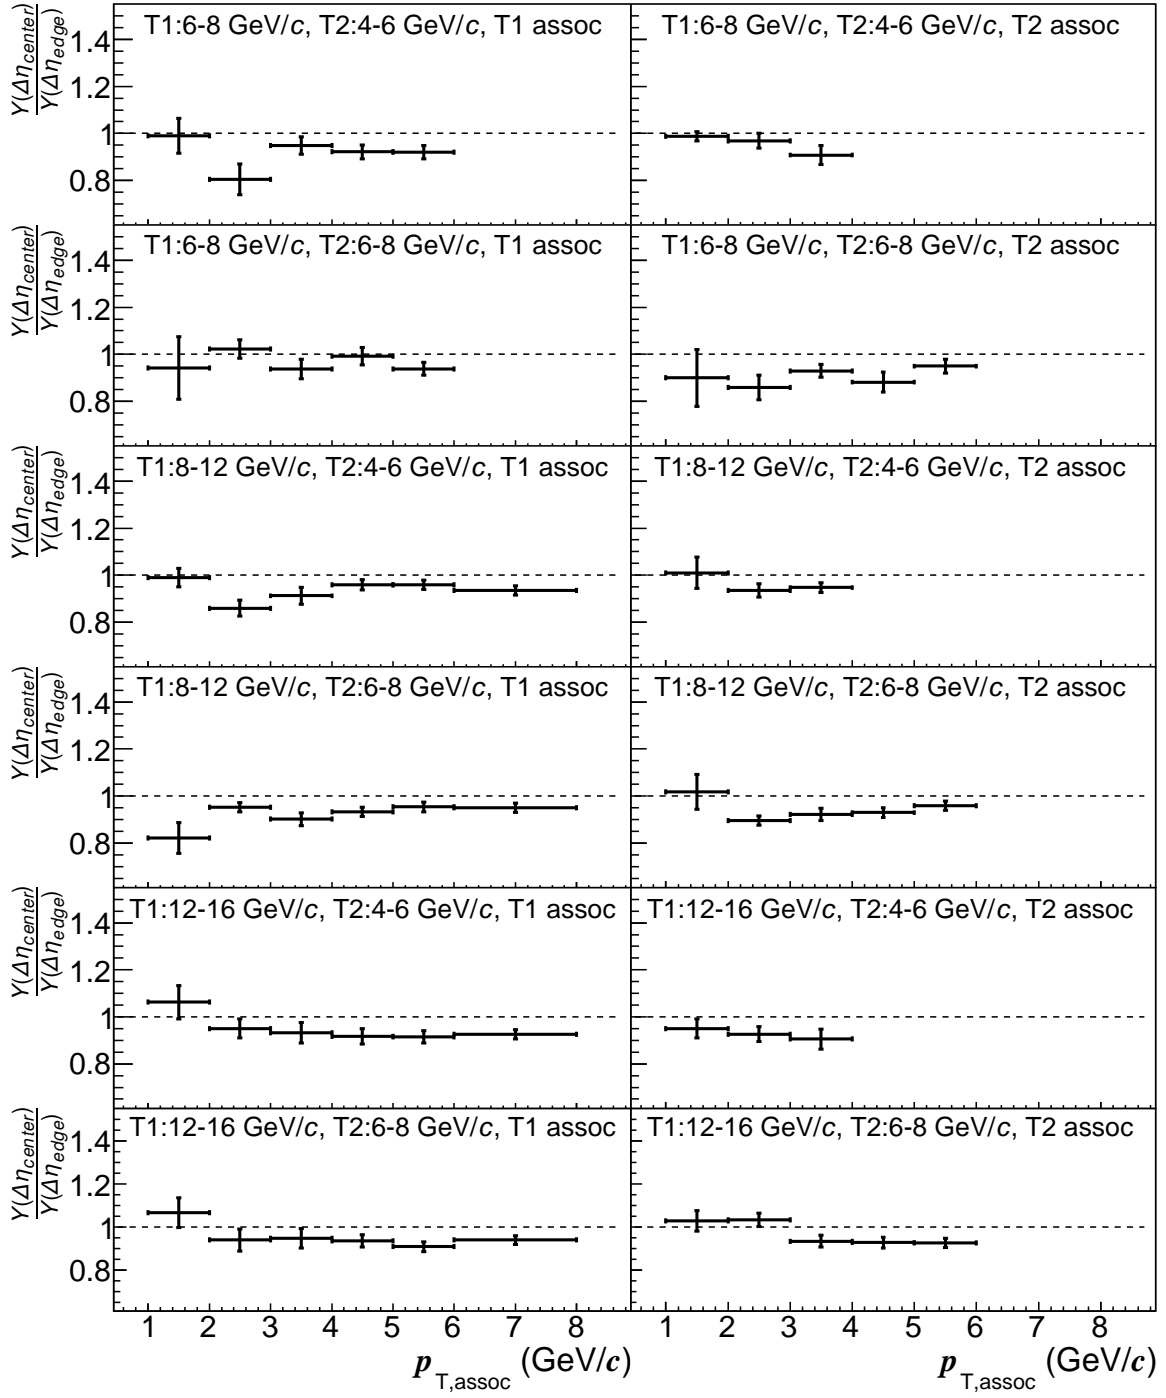 Y(Δη_center)
Y(Δη_edge)
1.4
1.2
1
0.8
T1:6-8 GeV/c, T2:4-6 GeV/c, T1 assoc
T1:6-8 GeV/c, T2:4-6 GeV/c, T2 assoc
Y(Δη_center)
Y(Δη_edge)
1.4
1.2
1
0.8
T1:6-8 GeV/c, T2:6-8 GeV/c, T1 assoc
T1:6-8 GeV/c, T2:6-8 GeV/c, T2 assoc
Y(Δη_center)
Y(Δη_edge)
1.4
1.2
1
0.8
T1:8-12 GeV/c, T2:4-6 GeV/c, T1 assoc
T1:8-12 GeV/c, T2:4-6 GeV/c, T2 assoc
Y(Δη_center)
Y(Δη_edge)
1.4
1.2
1
0.8
T1:8-12 GeV/c, T2:6-8 GeV/c, T1 assoc
T1:8-12 GeV/c, T2:6-8 GeV/c, T2 assoc
Y(Δη_center)
Y(Δη_edge)
1.4
1.2
1
0.8
T1:12-16 GeV/c, T2:4-6 GeV/c, T1 assoc
T1:12-16 GeV/c, T2:4-6 GeV/c, T2 assoc
Y(Δη_center)
Y(Δη_edge)
1.4
1.2
1
0.8
T1:12-16 GeV/c, T2:6-8 GeV/c, T1 assoc
T1:12-16 GeV/c, T2:6-8 GeV/c, T2 assoc
1 2 3 4 5 6 7 8
1 2 3 4 5 6 7 8
p_T,assoc (GeV/c)
p_T,assoc (GeV/c)